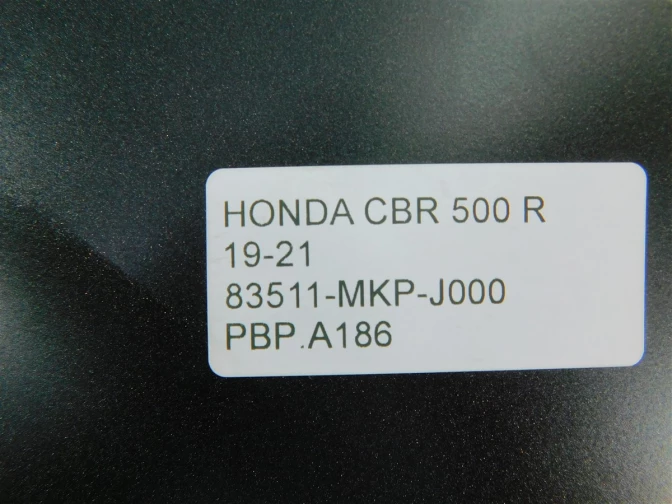 HONDA CBR 500 R
19-21
83511-MKP-J000
PBP.A186